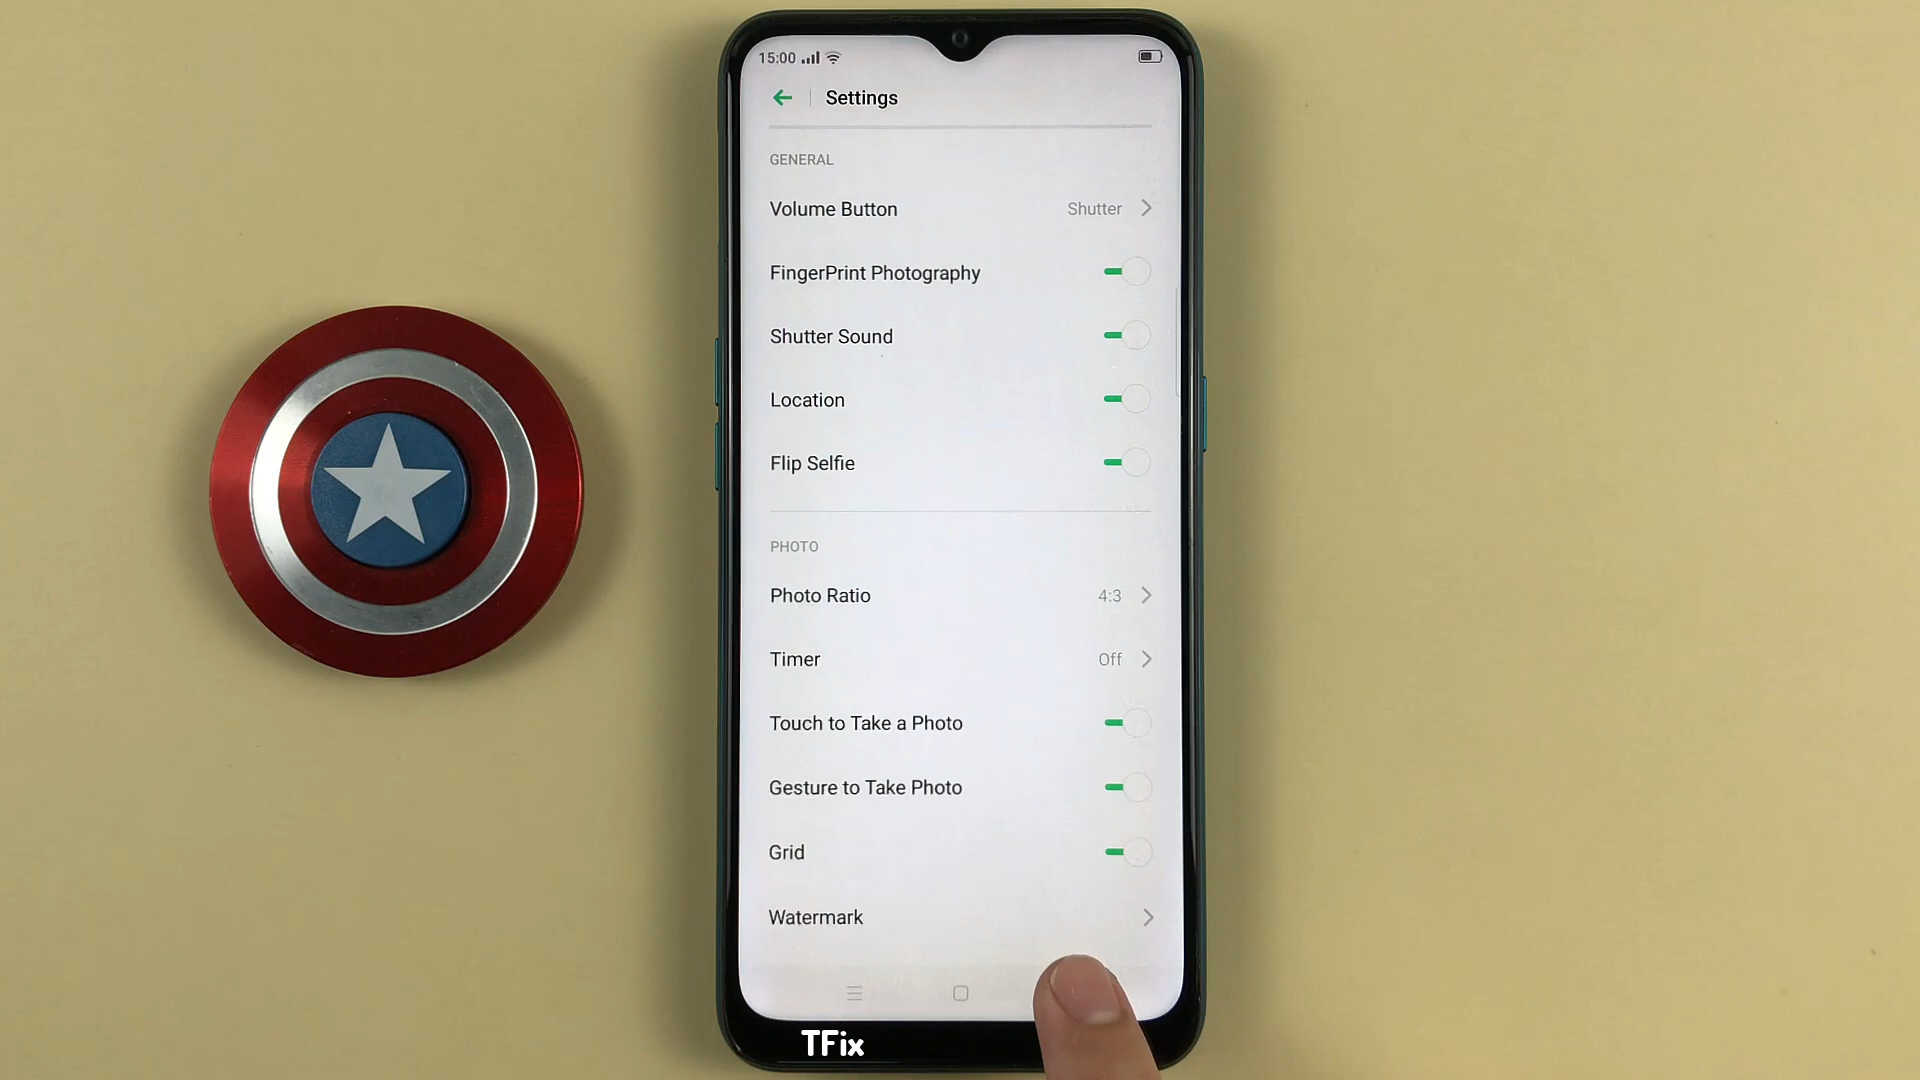 15:00
Settings
GENERAL
Volume Button Shutter
FingerPrint Photography
Shutter Sound
Location
Flip Selfie
PHOTO
Photo Ratio 4:3
Timer Off
Touch to Take a Photo
Gesture to Take Photo
Grid
Watermark
TFix